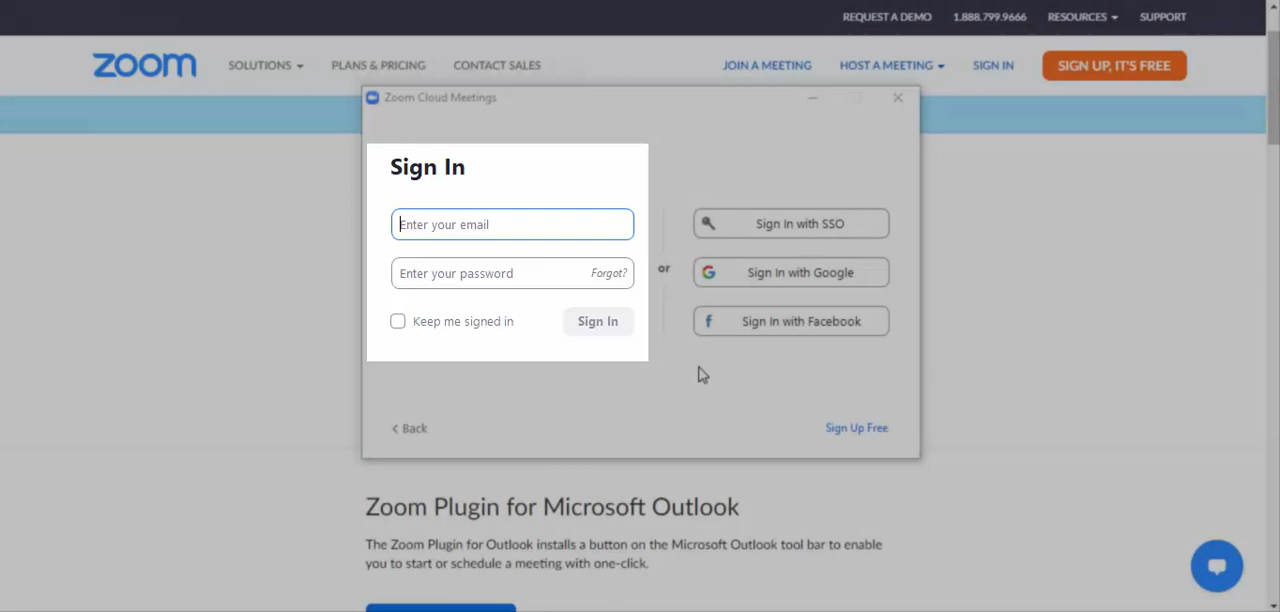 REQUEST A DEMO 1.888.799.9666 RESOURCES SUPPORT
zoom SOLUTIONS PLANS & PRICING CONTACT SALES JOIN A MEETING HOST A MEETING SIGN IN SIGN UP, IT'S FREE
Zoom Cloud Meetings
Sign In
Enter your email
Enter your password Forgot?
Keep me signed in Sign In
or
Sign In with SSO
Sign In with Google
Sign In with Facebook
Back
Sign Up Free
Zoom Plugin for Microsoft Outlook
The Zoom Plugin for Outlook installs a button on the Microsoft Outlook tool bar to enable
you to start or schedule a meeting with one-click.